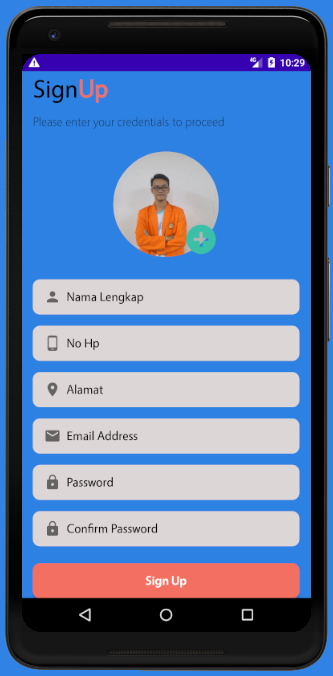 4G 10:29
SignUp
Please enter your credentials to proceed
Nama Lengkap
No Hp
Alamat
Email Address
Password
Confirm Password
Sign Up